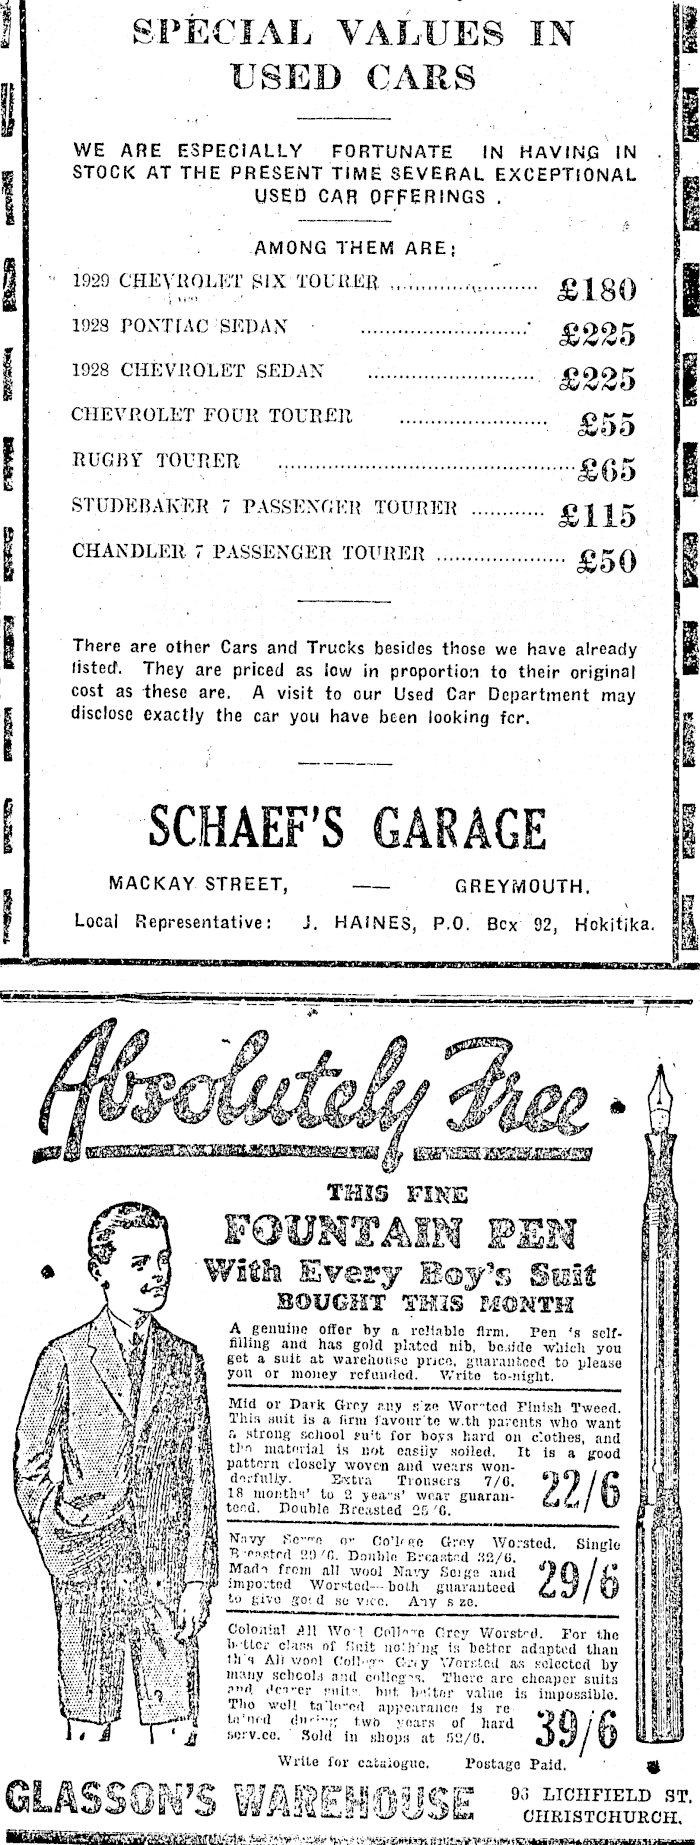 SPECIAL VALUES IN
USED CARS
WE ARE ESPECIALLY FORTUNATE IN HAVING IN
STOCK AT THE PRESENT TIME SEVERAL EXCEPTIONAL
USED CAR OFFERINGS .
AMONG THEM ARE:
1929 CHEVROLET SIX TOURER ........................ £180
1928 PONTIAC SEDAN ........................ £225
1928 CHEVROLET SEDAN ........................ £225
CHEVROLET FOUR TOURER ........................ £55
RUGBY TOURER ........................ £65
STUDEBAKER 7 PASSENGER TOURER ............ £115
CHANDLER 7 PASSENGER TOURER ..................... £50
There are other Cars and Trucks besides those we have already
listed. They are priced as low in proportion to their original
cost as these are. A visit to our Used Car Department may
disclose exactly the car you have been looking for.
SCHAEF'S GARAGE
MACKAY STREET, — GREYMOUTH.
Local Representative: J. HAINES, P.O. Box 92, Hokitika.
Absolutely Free
THIS FINE
FOUNTAIN PEN
With Every Boy's Suit
BOUGHT THIS MONTH
A genuine offer by a reliable firm. Pen 's self-
filling and has gold plated nib, beside which you
get a suit at warehouse price, guaranteed to please
you or money refunded. Write to-night.
Mid or Dark Grey any size Worsted Finish Tweed.
This suit is a firm favourite with parents who want
a strong school suit for boys hard on clothes, and
the material is not easily soiled. It is a good
pattern closely woven and wears won-
derfully. Extra Trousers 7/6.
18 months' to 2 years' wear guaran-
teed. Double Breasted 25/6.
22/6
Navy Serge or College Grey Worsted. Single
Breasted 29/6. Double Breasted 32/6.
Made from all wool Navy Serge and
imported Worsted—both guaranteed
to give good service. Any size.
29/6
Colonial All Wool College Grey Worsted. For the
better class of Suit nothing is better adapted than
this All wool College Grey Worsted as selected by
many schools and colleges. There are cheaper suits
and dearer suits, but better value is impossible.
The well tailored appearance is re
tained during two years of hard
service. Sold in shops at 52/6.
39/6
Write for catalogue. Postage Paid.
GLASSON'S WAREHOUSE
93 LICHFIELD ST.
CHRISTCHURCH.